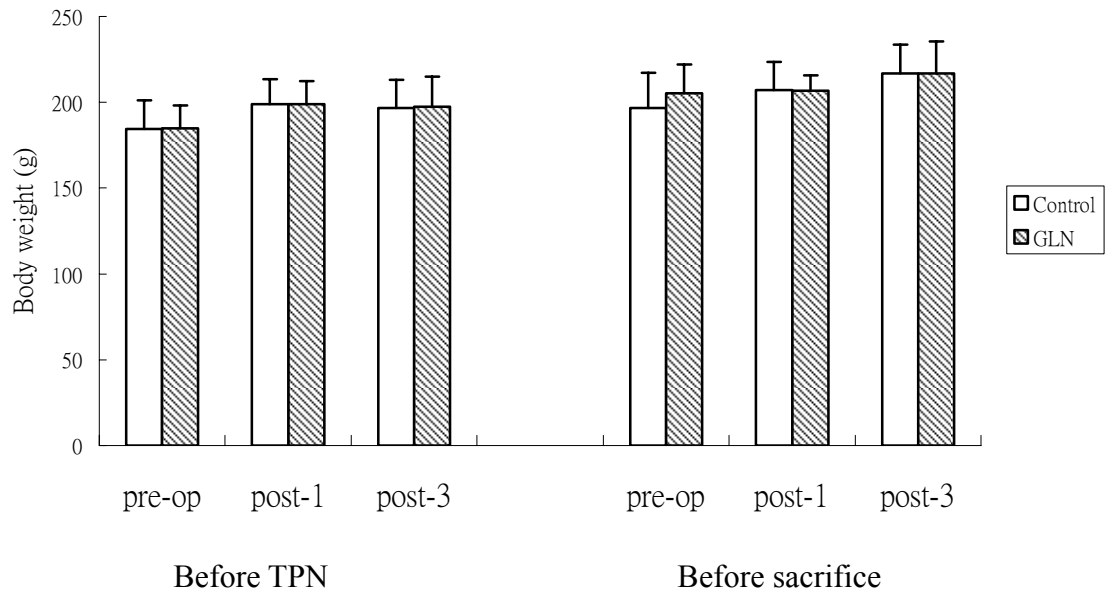 250
200
150
100
50
0
Body weight (g)
pre-op post-1 post-3 pre-op post-1 post-3
Before TPN Before sacrifice
Control
GLN